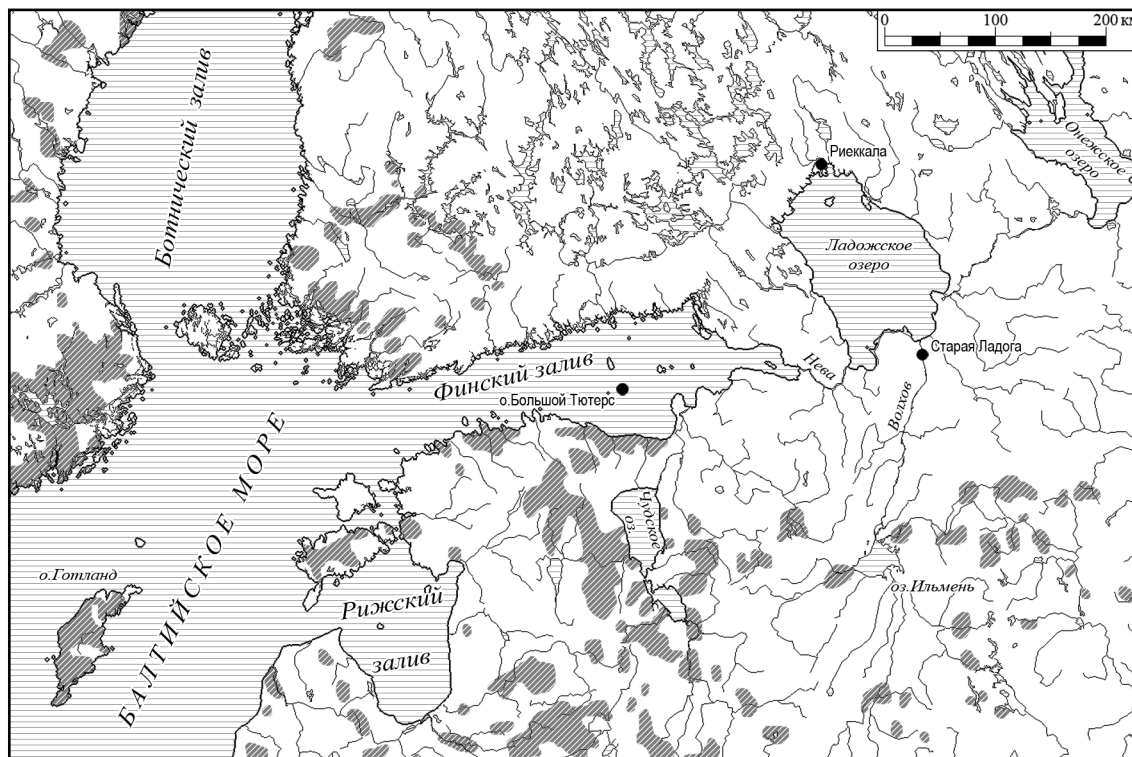 0 100 200 км
Ботнический залив
Риеккала
Онежское
озеро
Ладожское
озеро
Старая Ладога
Финский залив
Нева
о.Большой Тютерс
Волхов
БАЛТИЙСКОЕ МОРЕ
Чудское
оз.
о.Готланд
оз.Ильмень
Рижский
залив